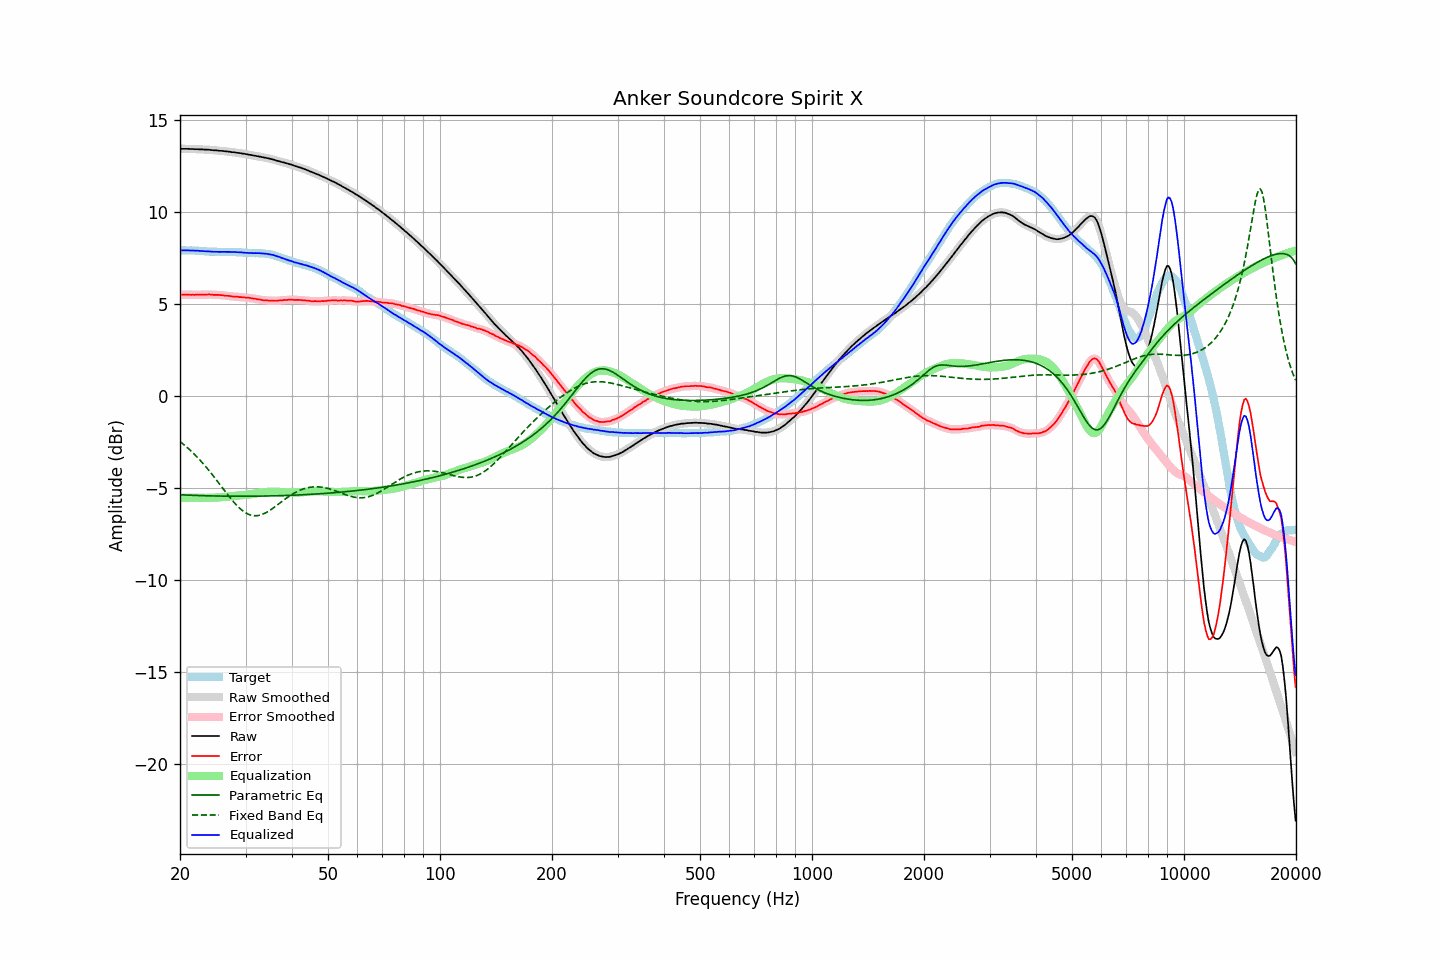 Anker Soundcore Spirit X
15
10
5
0
−5
−10
−15
−20
Amplitude (dBr)
Target
Raw Smoothed
Error Smoothed
Raw
Error
Equalization
Parametric Eq
Fixed Band Eq
Equalized
20 50 100 200 500 1000 2000 5000 10000 20000
Frequency (Hz)